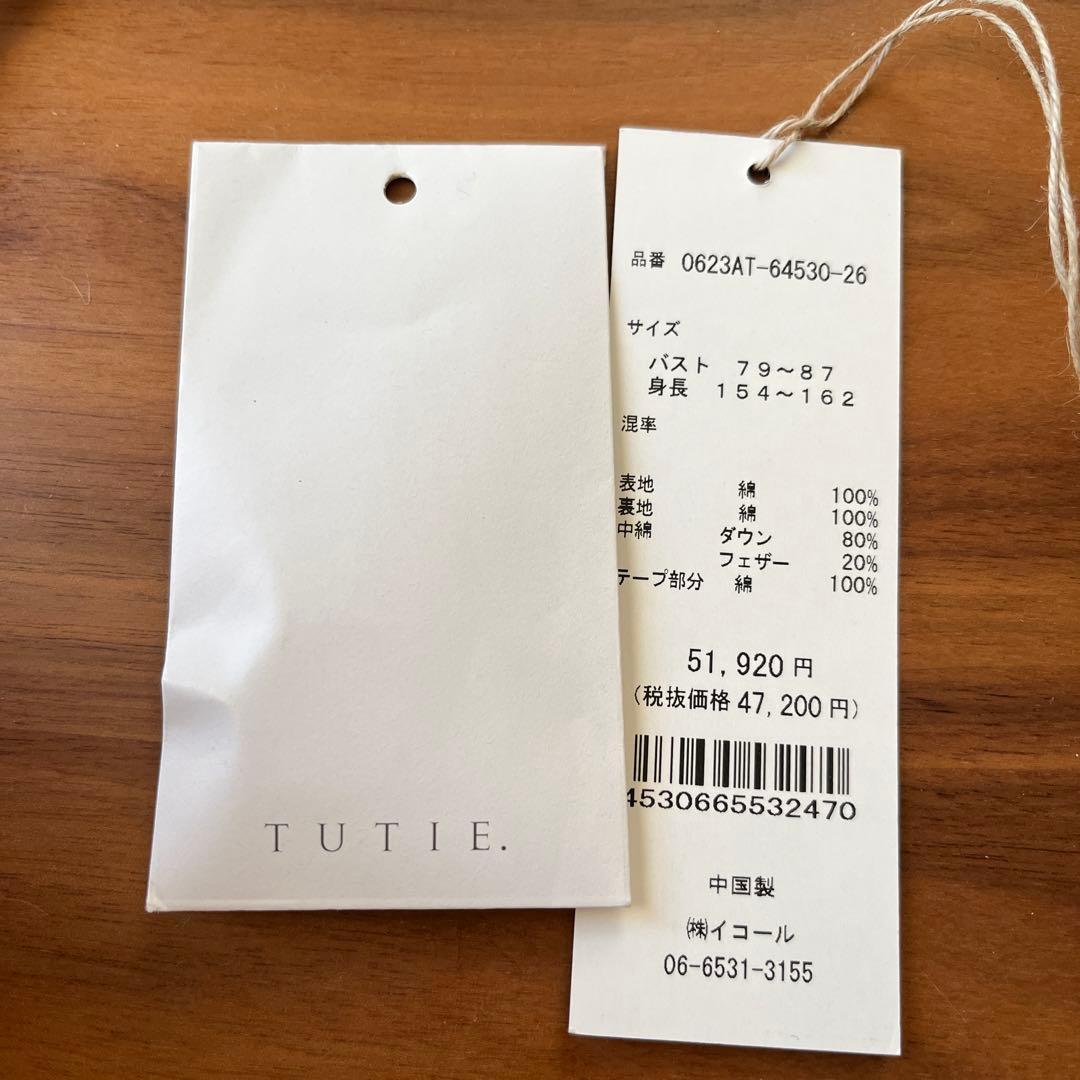 TUTIE.
品番 0623AT-64530-26
サイズ
バスト 79～87
身長 154～162
混率
表地 綿 100%
裏地 綿 100%
中綿 ダウン 80%
フェザー 20%
テープ部分 綿 100%
51,920円
(税抜価格47,200円)
4530665532470
中国製
㈱イコール
06-6531-3155